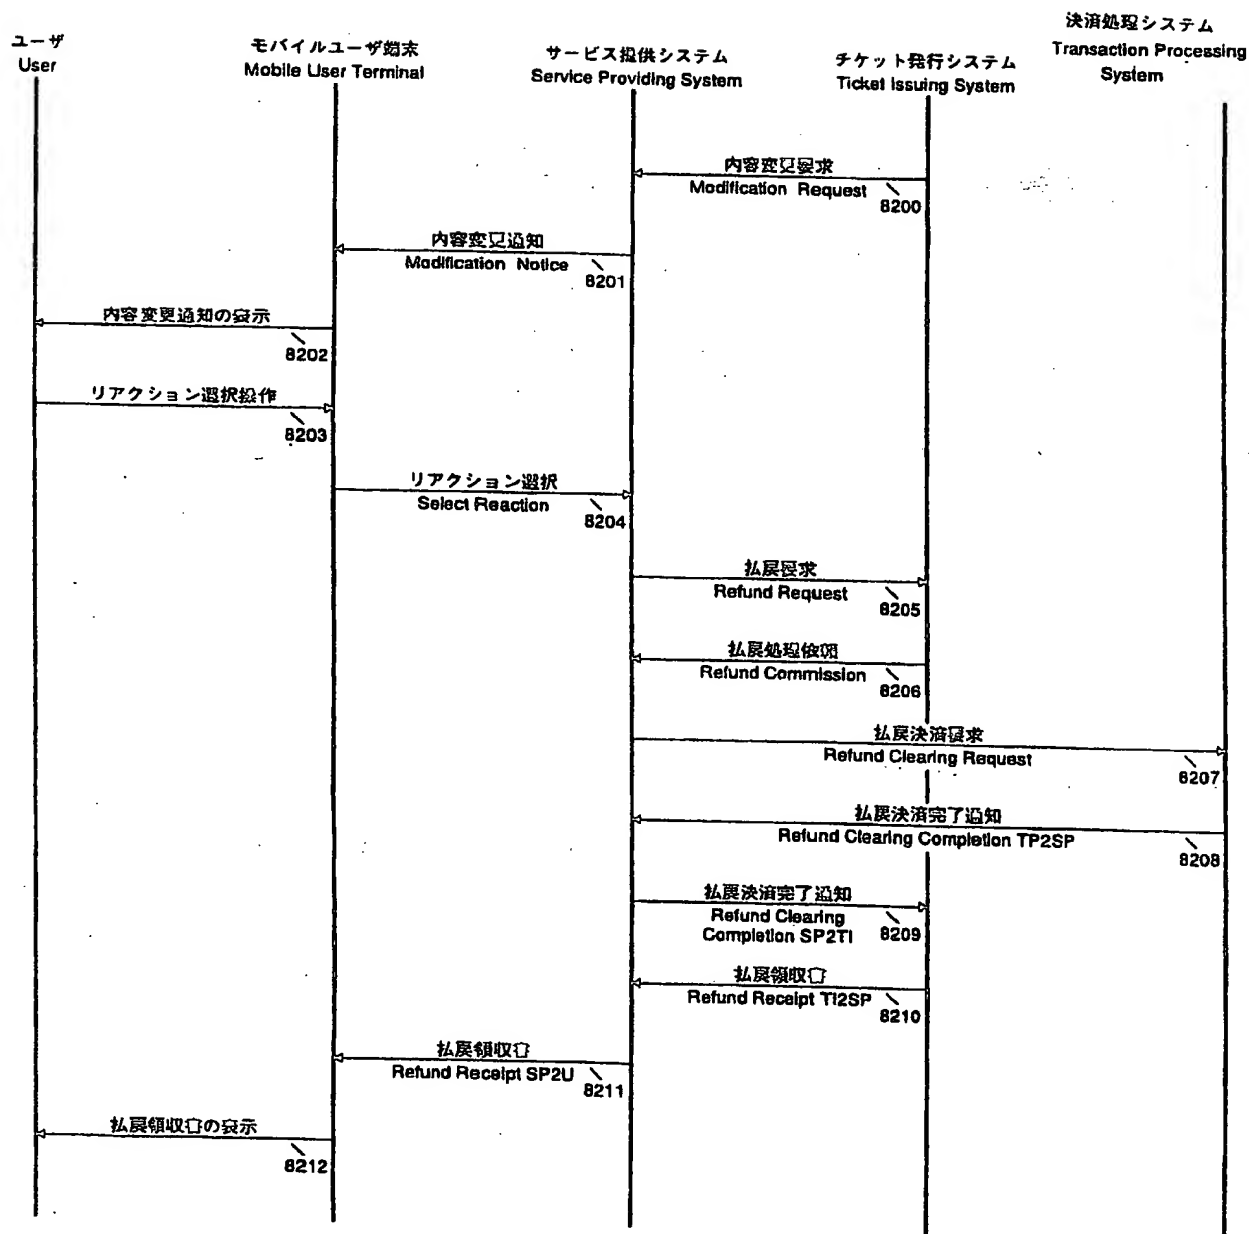 ユーザ
User
モバイルユーザ端末
Mobile User Terminal
サービス提供システム
Service Providing System
チケット発行システム
Ticket Issuing System
決済処理システム
Transaction Processing
System
内容変更要求
Modification Request
8200
内容変更通知
Modification Notice
8201
内容変更通知の表示
8202
リアクション選択操作
8203
リアクション選択
Select Reaction
8204
払戻要求
Refund Request
8205
払戻処理依頼
Refund Commission
8206
払戻決済要求
Refund Clearing Request
8207
払戻決済完了通知
Refund Clearing Completion TP2SP
8208
払戻決済完了通知
Refund Clearing
Completion SP2TI
8209
払戻領収書
Refund Receipt TI2SP
8210
払戻領収書
Refund Receipt SP2U
8211
払戻領収書の表示
8212